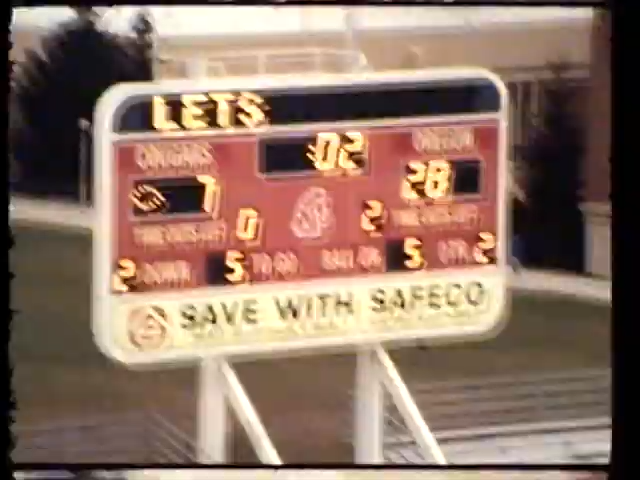 LETS
COUGARS :02 OREGON
7 28
TIME OUTS LEFT 0 2 TIME OUTS LEFT
2 DOWN 5 TO GO BALL ON 5 QTR 2
SAVE WITH SAFECO